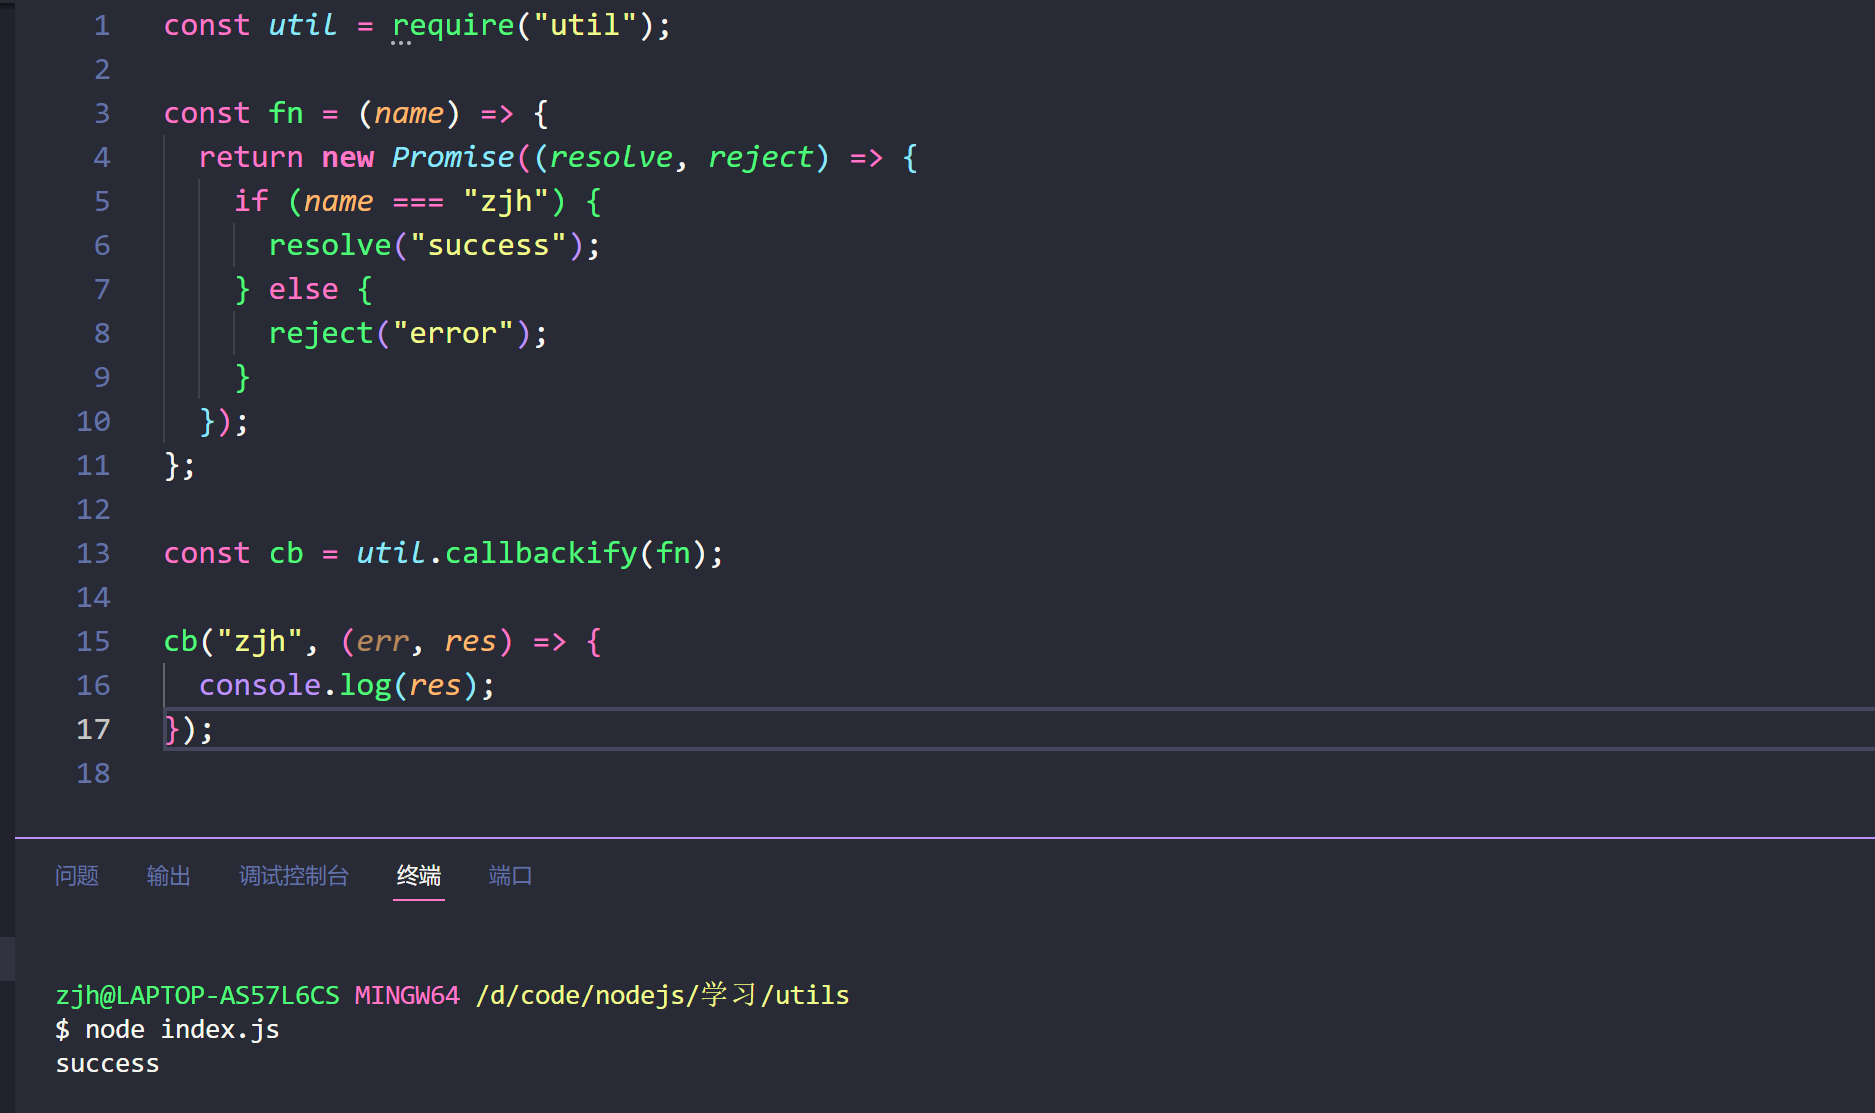 1 const util = require("util");
2
3 const fn = (name) => {
4 return new Promise((resolve, reject) => {
5 if (name === "zjh") {
6 resolve("success");
7 } else {
8 reject("error");
9 }
10 });
11 };
12
13 const cb = util.callbackify(fn);
14
15 cb("zjh", (err, res) => {
16 console.log(res);
17 });
18
问题 输出 调试控制台 终端 端口
zjh@LAPTOP-AS57L6CS MINGW64 /d/code/nodejs/学习/utils
$ node index.js
success